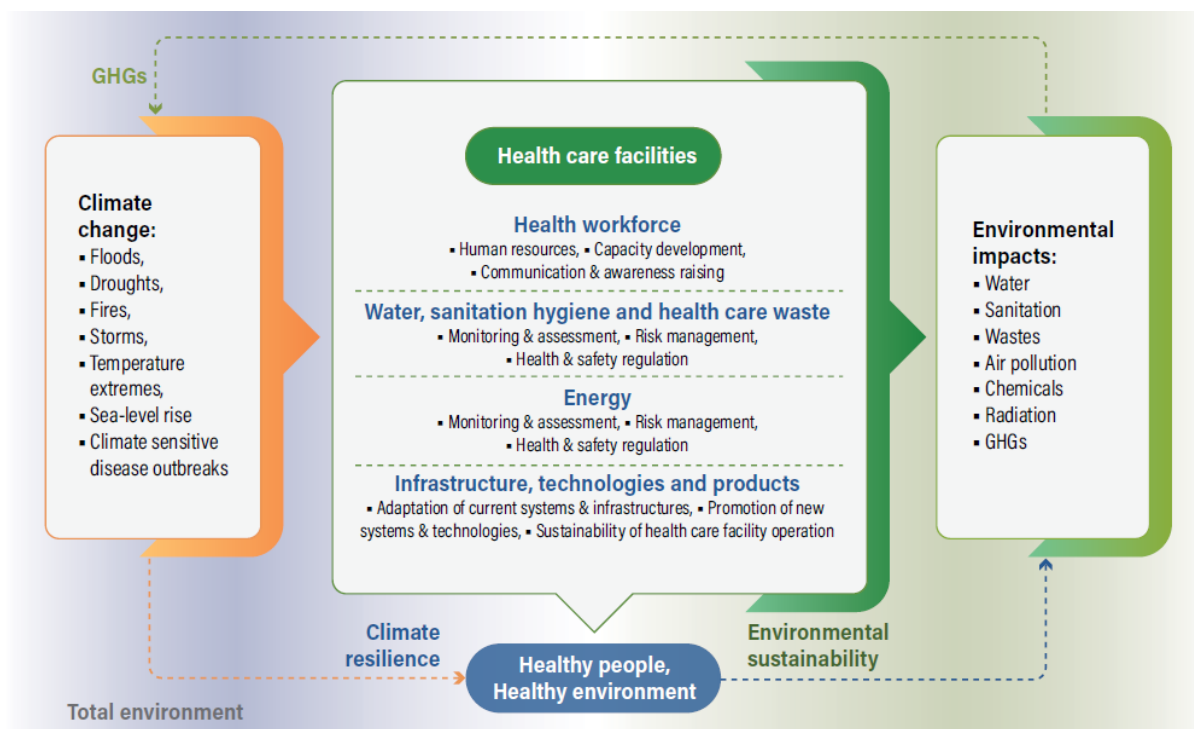 GHGs
Climate
change:
▪ Floods,
▪ Droughts,
▪ Fires,
▪ Storms,
▪ Temperature
extremes,
▪ Sea-level rise
▪ Climate sensitive
disease outbreaks
Health care facilities
Health workforce
▪ Human resources, ▪ Capacity development,
▪ Communication & awareness raising
Water, sanitation hygiene and health care waste
▪ Monitoring & assessment, ▪ Risk management,
▪ Health & safety regulation
Energy
▪ Monitoring & assessment, ▪ Risk management,
▪ Health & safety regulation
Infrastructure, technologies and products
▪ Adaptation of current systems & infrastructures, ▪ Promotion of new
systems & technologies, ▪ Sustainability of health care facility operation
Environmental
impacts:
▪ Water
▪ Sanitation
▪ Wastes
▪ Air pollution
▪ Chemicals
▪ Radiation
▪ GHGs
Climate
resilience
Healthy people,
Healthy environment
Environmental
sustainability
Total environment